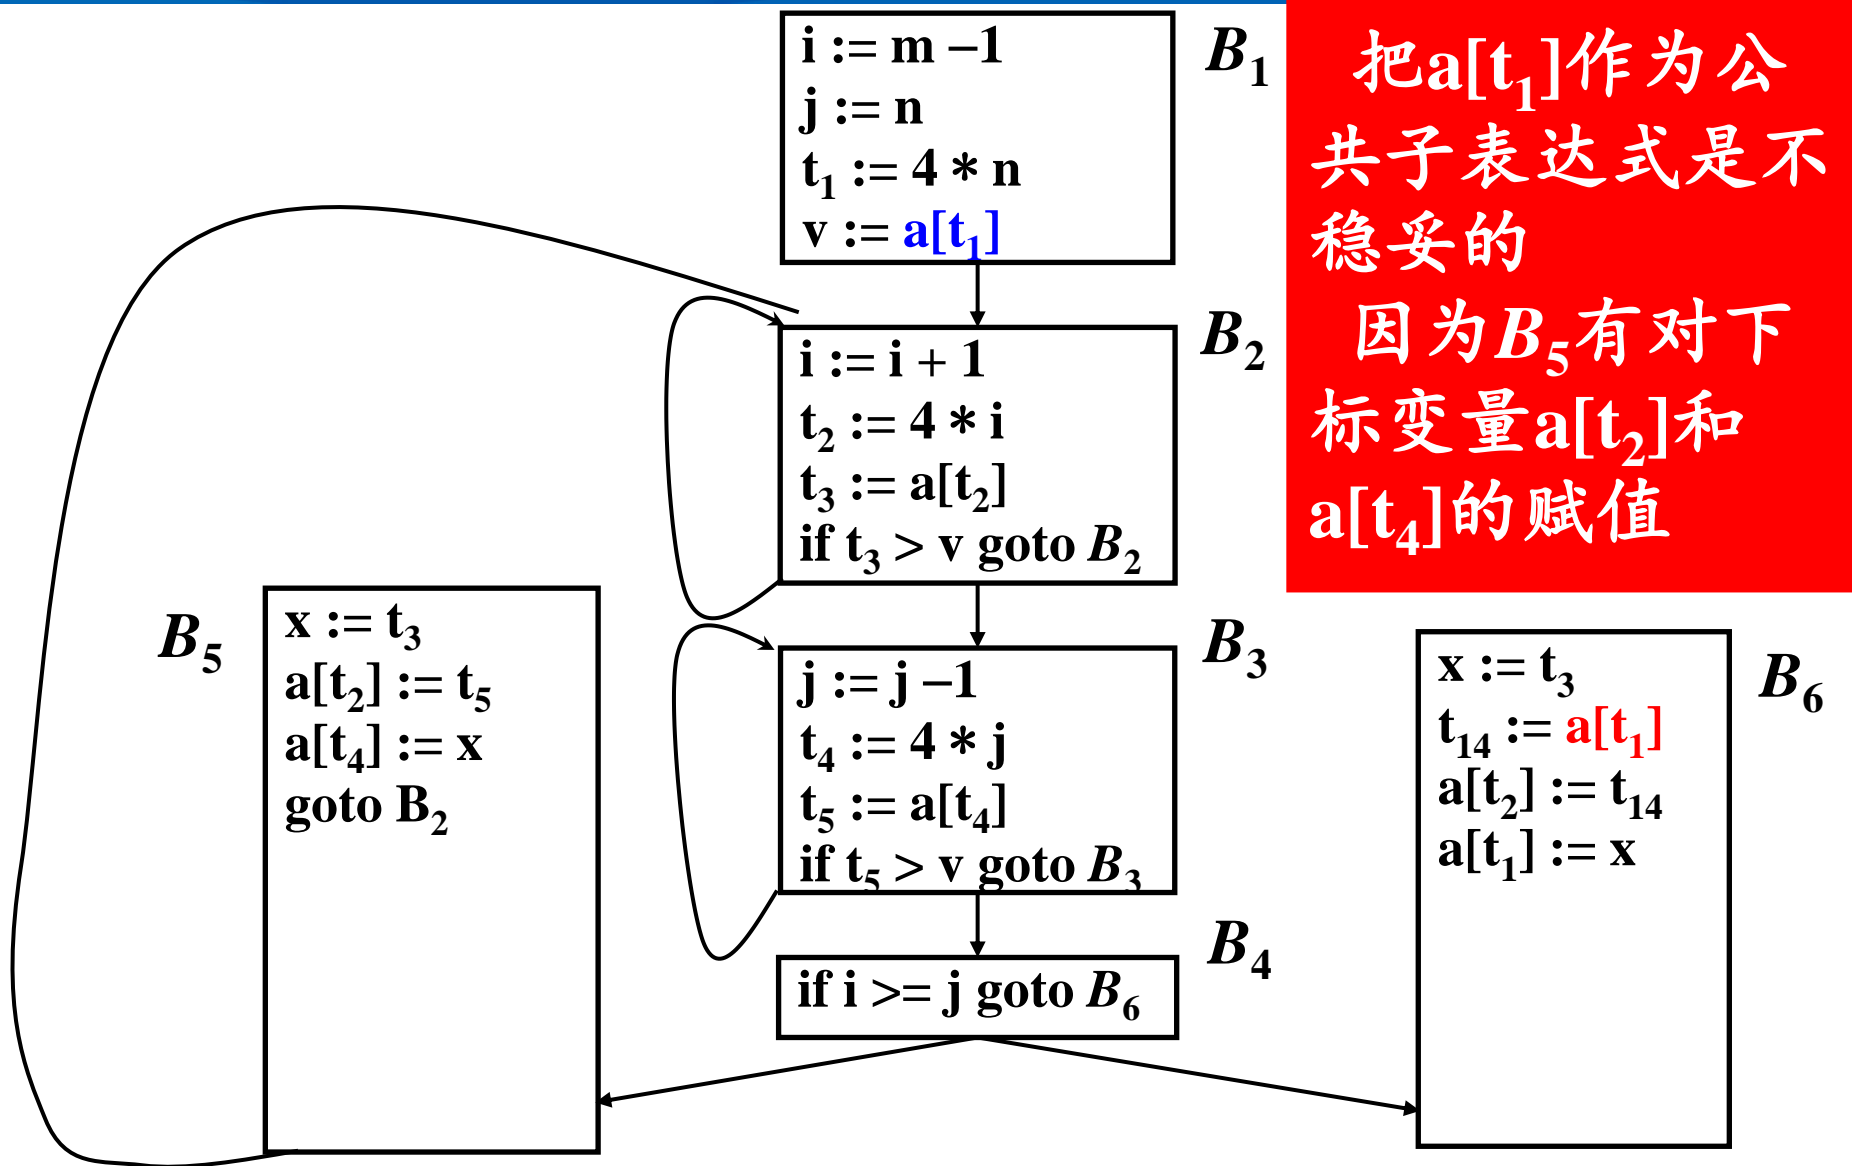 i := m –1
j := n
t₁ := 4 * n
v := a[t₁]
B₁
把a[t₁]作为公
共子表达式是不
稳妥的
因为B₅有对下
标变量a[t₂]和
a[t₄]的赋值
i := i + 1
t₂ := 4 * i
t₃ := a[t₂]
if t₃ > v goto B₂
B₂
B₅
x := t₃
a[t₂] := t₅
a[t₄] := x
goto B₂
j := j –1
t₄ := 4 * j
t₅ := a[t₄]
if t₅ > v goto B₃
B₃
x := t₃
t₁₄ := a[t₁]
a[t₂] := t₁₄
a[t₁] := x
B₆
if i >= j goto B₆
B₄